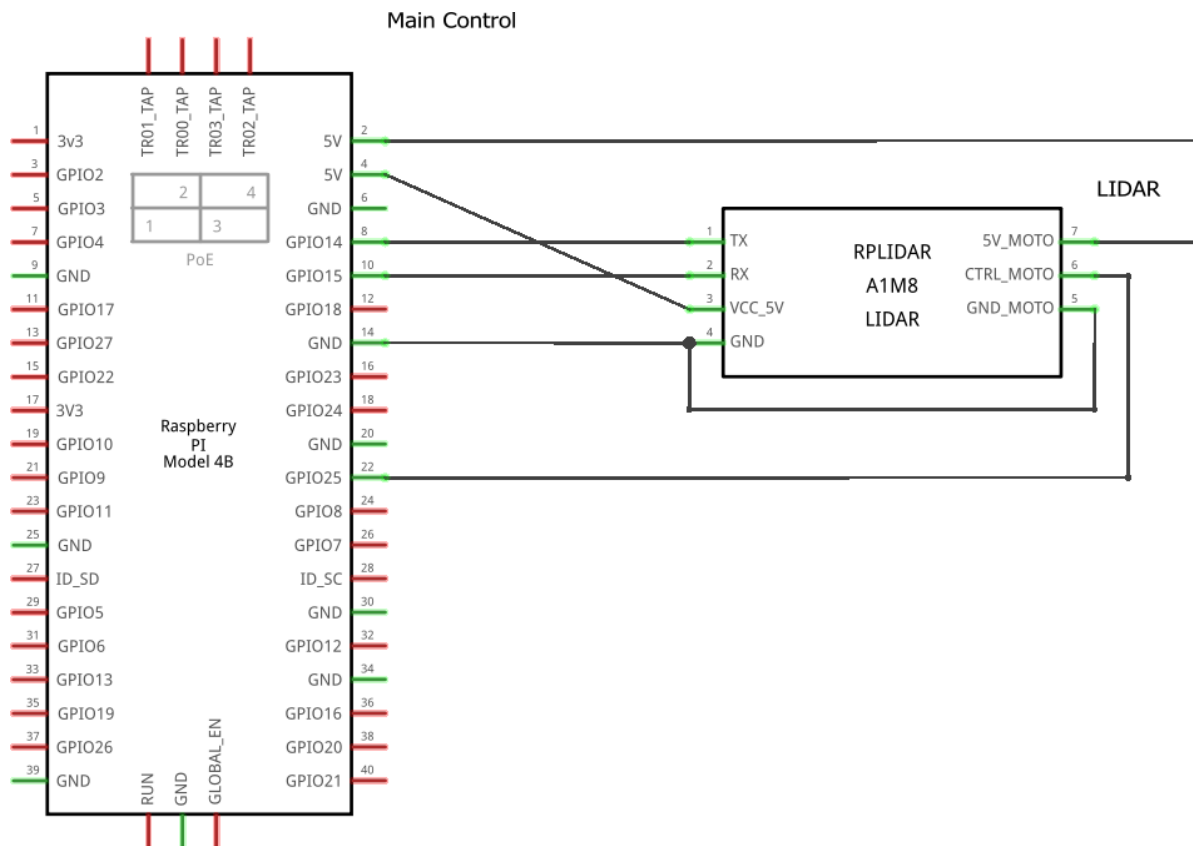 Main Control
TR01_TAP
TR00_TAP
TR03_TAP
TR02_TAP
1 3v3 5V 2
3 GPIO2 5V 4
5 GPIO3 GND 6
7 GPIO4 GPIO14 8
9 GND GPIO15 10
11 GPIO17 GPIO18 12
13 GPIO27 GND 14
15 GPIO22 GPIO23 16
17 3V3 GPIO24 18
19 GPIO10 GND 20
21 GPIO9 GPIO25 22
23 GPIO11 GPIO8 24
25 GND GPIO7 26
27 ID_SD ID_SC 28
29 GPIO5 GND 30
31 GPIO6 GPIO12 32
33 GPIO13 GND 34
35 GPIO19 GPIO16 36
37 GPIO26 GPIO20 38
39 GND GPIO21 40
2 4
1 3
PoE
Raspberry
PI
Model 4B
RUN
GND
GLOBAL_EN
LIDAR
1 TX 5V_MOTO 7
2 RX CTRL_MOTO 6
3 VCC_5V GND_MOTO 5
4 GND
RPLIDAR
A1M8
LIDAR